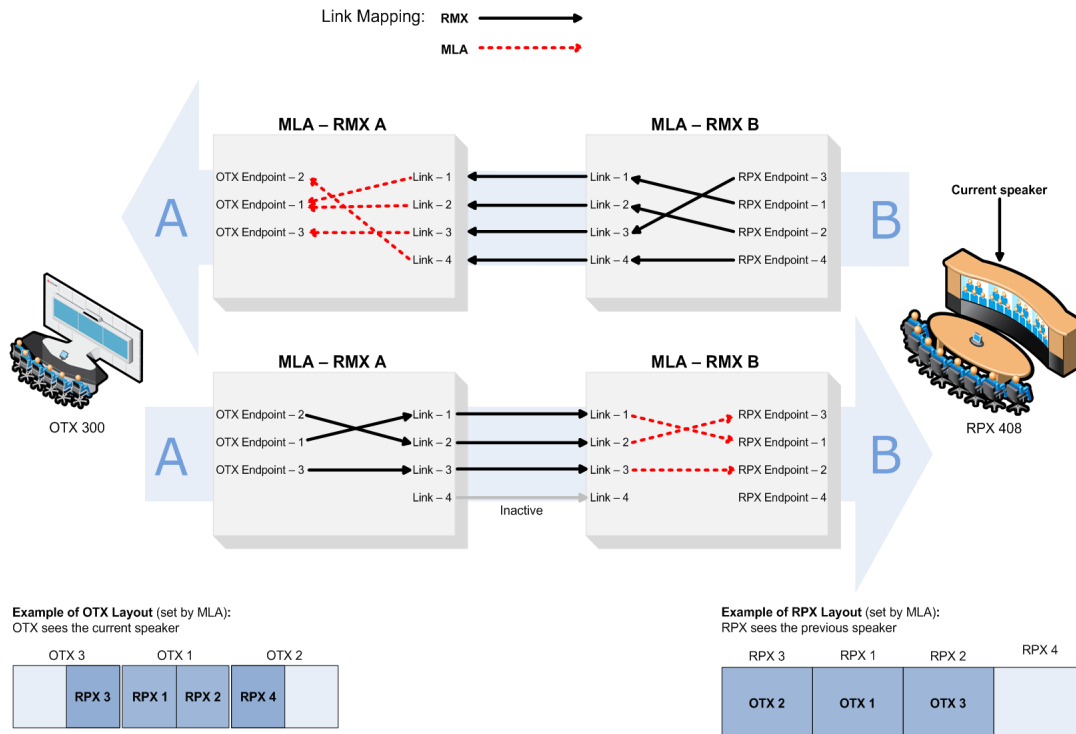 Link Mapping: RMX
MLA
MLA – RMX A
MLA – RMX B
OTX Endpoint – 2
Link – 1
Link – 1
RPX Endpoint – 3
OTX Endpoint – 1
Link – 2
Link – 2
RPX Endpoint – 1
OTX Endpoint – 3
Link – 3
Link – 3
RPX Endpoint – 2
Link – 4
Link – 4
RPX Endpoint – 4
A
B
Current speaker
MLA – RMX A
MLA – RMX B
OTX Endpoint – 2
Link – 1
Link – 1
RPX Endpoint – 3
OTX Endpoint – 1
Link – 2
Link – 2
RPX Endpoint – 1
OTX Endpoint – 3
Link – 3
Link – 3
RPX Endpoint – 2
Link – 4
Link – 4
RPX Endpoint – 4
Inactive
A
B
OTX 300
RPX 408
Example of OTX Layout (set by MLA):
OTX sees the current speaker
OTX 3
OTX 1
OTX 2
RPX 3
RPX 1
RPX 2
RPX 4
Example of RPX Layout (set by MLA):
RPX sees the previous speaker
RPX 3
RPX 1
RPX 2
RPX 4
OTX 2
OTX 1
OTX 3